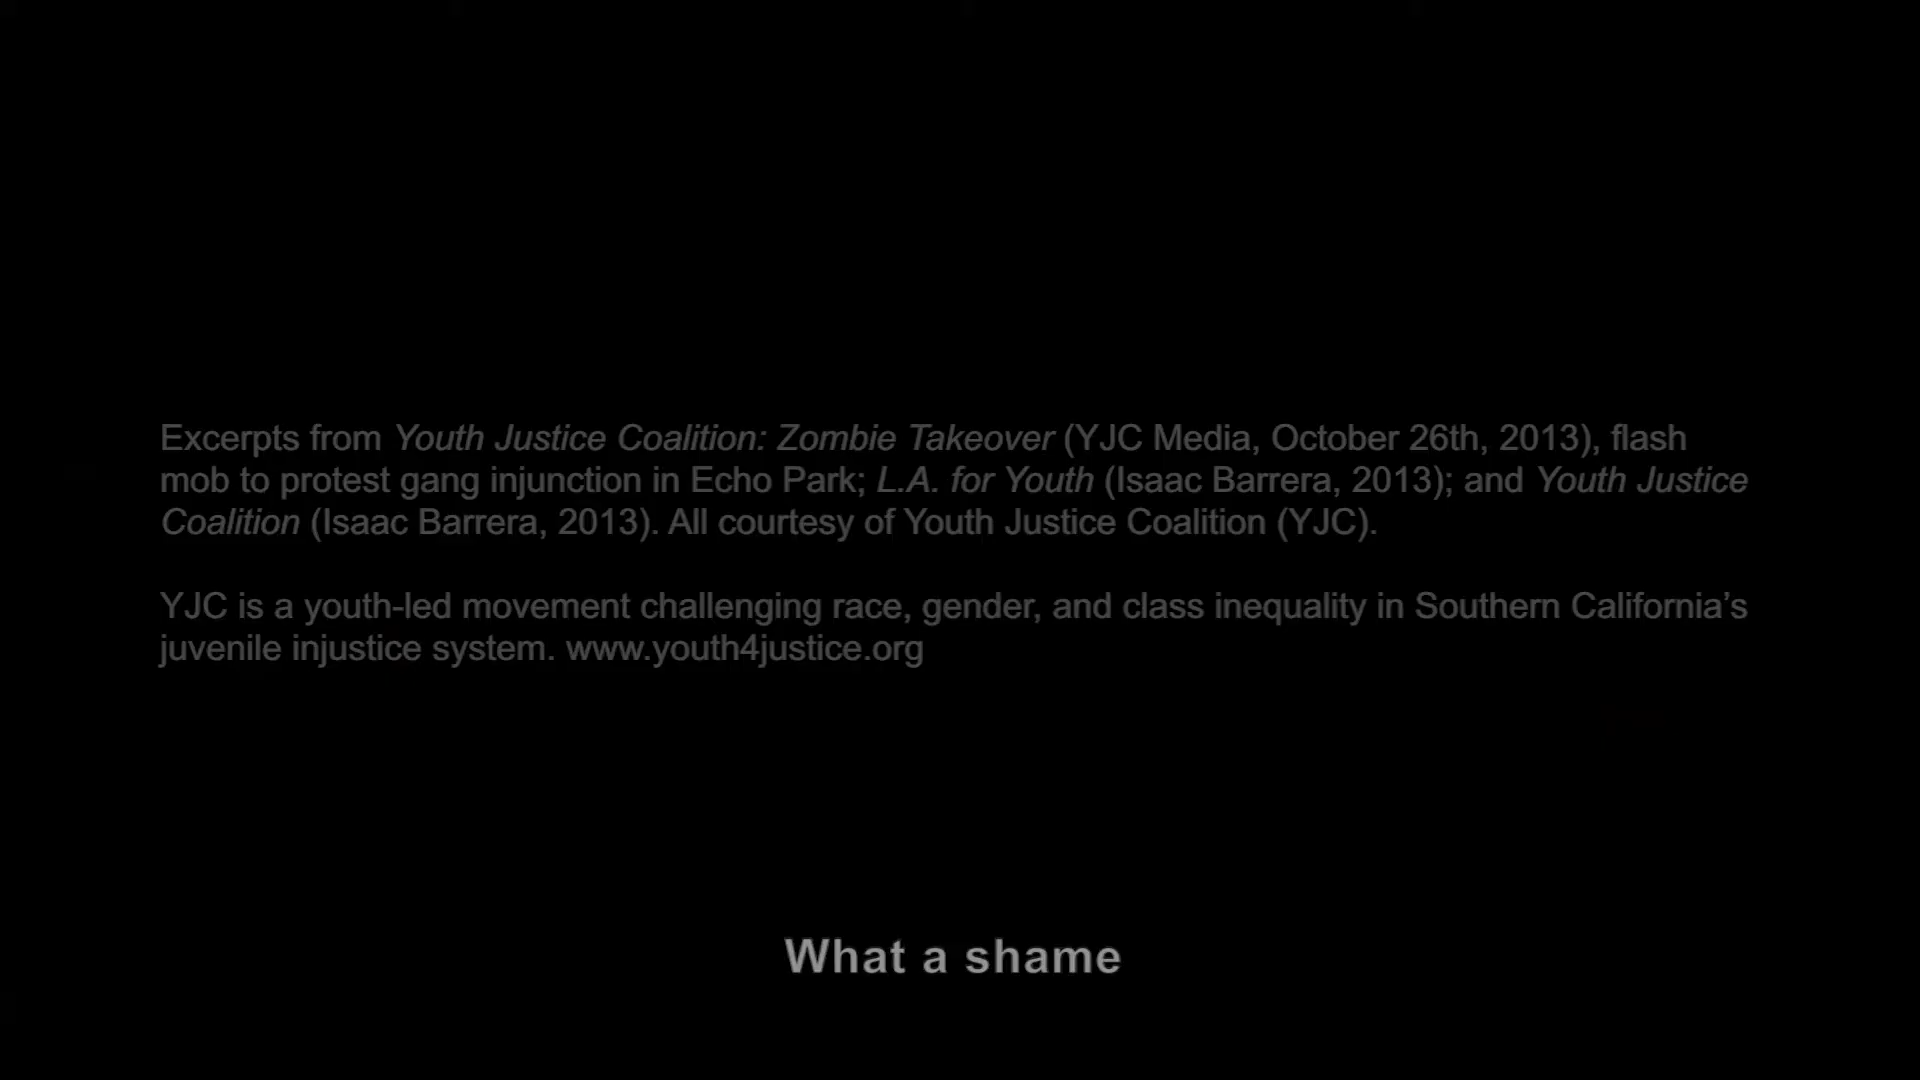 Excerpts from Youth Justice Coalition: Zombie Takeover (YJC Media, October 26th, 2013), flash
mob to protest gang injunction in Echo Park; L.A. for Youth (Isaac Barrera, 2013); and Youth Justice
Coalition (Isaac Barrera, 2013). All courtesy of Youth Justice Coalition (YJC).
YJC is a youth-led movement challenging race, gender, and class inequality in Southern California’s
juvenile injustice system. www.youth4justice.org
What a shame